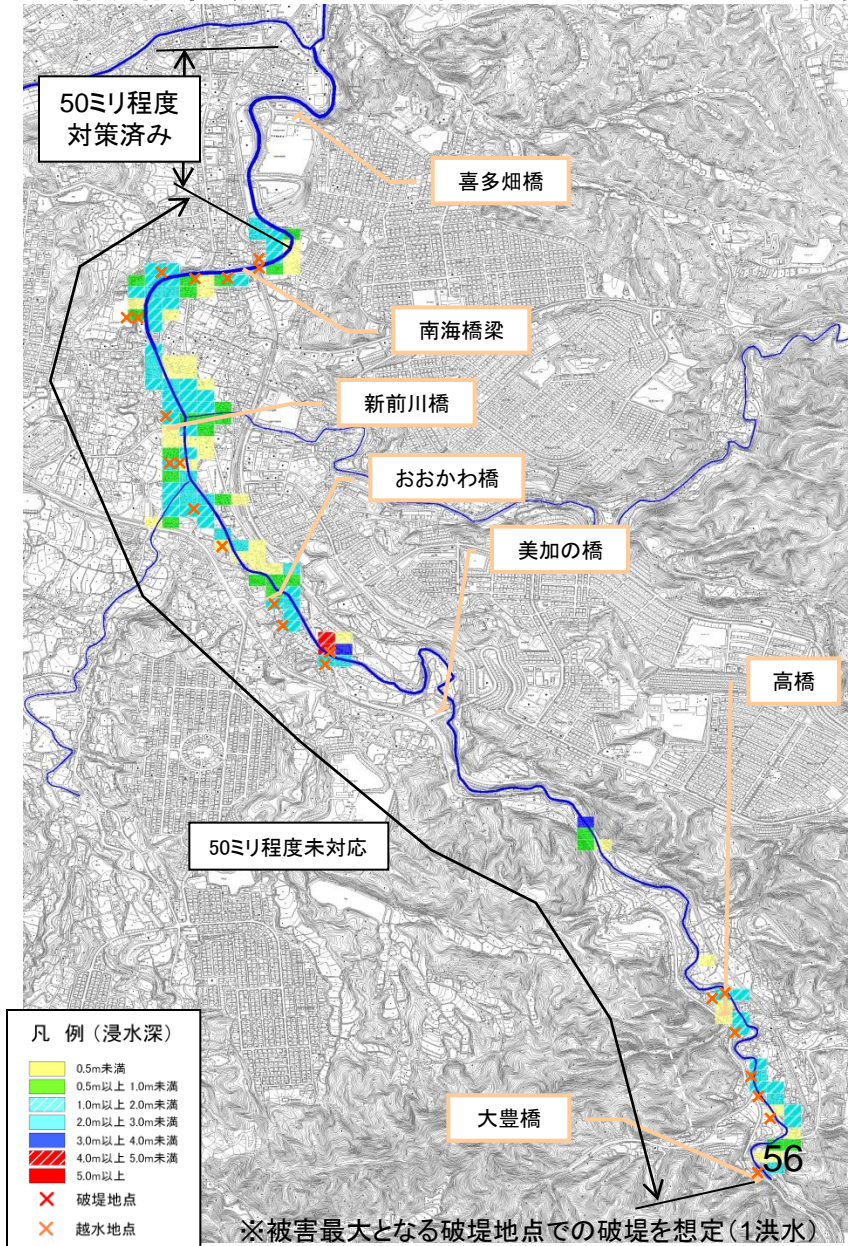 50ミリ程度
対策済み
喜多畑橋
南海橋梁
新前川橋
おおかわ橋
美加の橋
高橋
50ミリ程度未対応
大豊橋
56
凡 例(浸水深)
0.5m未満
0.5m以上 1.0m未満
1.0m以上 2.0m未満
2.0m以上 3.0m未満
3.0m以上 4.0m未満
4.0m以上 5.0m未満
5.0m以上
破堤地点
越水地点
※被害最大となる破堤地点での破堤を想定(1洪水)